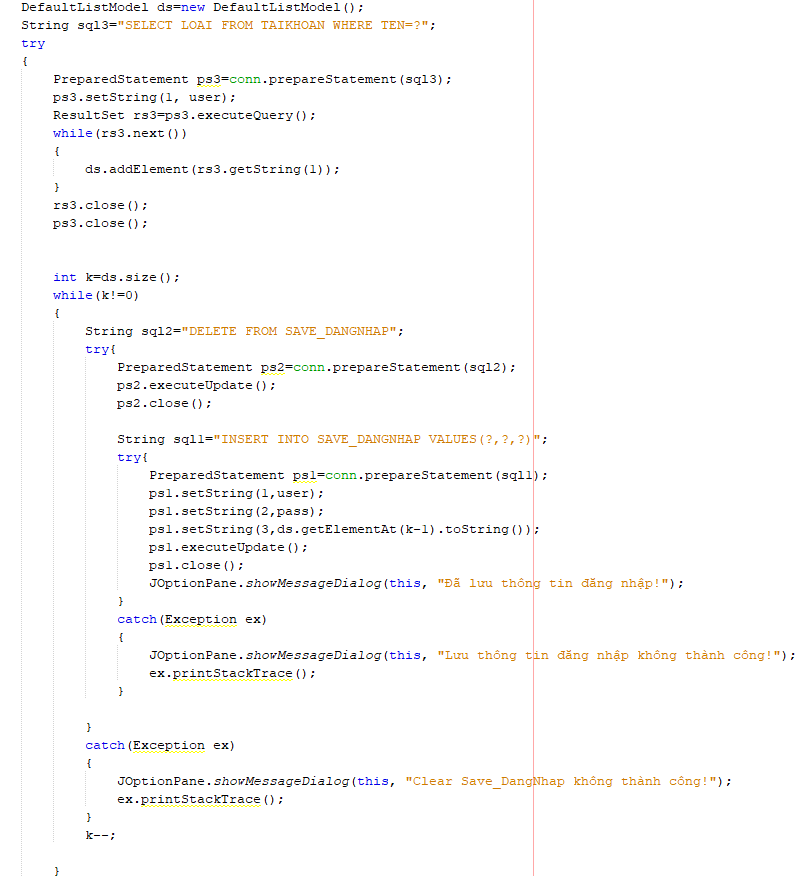 DefaultListModel ds=new DefaultListModel();
String sql3="SELECT LOAI FROM TAIKHOAN WHERE TEN=?";
try
{
    PreparedStatement ps3=conn.prepareStatement(sql3);
    ps3.setString(1, user);
    ResultSet rs3=ps3.executeQuery();
    while(rs3.next())
    {
        ds.addElement(rs3.getString(1));
    }
    rs3.close();
    ps3.close();
    int k=ds.size();
    while(k!=0)
    {
        String sql2="DELETE FROM SAVE_DANGNHAP";
        try{
            PreparedStatement ps2=conn.prepareStatement(sql2);
            ps2.executeUpdate();
            ps2.close();
            String sql1="INSERT INTO SAVE_DANGNHAP VALUES(?,?,?)";
            try{
                PreparedStatement ps1=conn.prepareStatement(sql1);
                ps1.setString(1,user);
                ps1.setString(2,pass);
                ps1.setString(3,ds.getElementAt(k-1).toString());
                ps1.executeUpdate();
                ps1.close();
                JOptionPane.showMessageDialog(this, "Đã lưu thông tin đăng nhập!");
            }
            catch(Exception ex)
            {
                JOptionPane.showMessageDialog(this, "Lưu thông tin đăng nhập không thành công!");
                ex.printStackTrace();
            }
        }
        catch(Exception ex)
        {
            JOptionPane.showMessageDialog(this, "Clear Save_DangNhap không thành công!");
            ex.printStackTrace();
        }
        k--;
    }